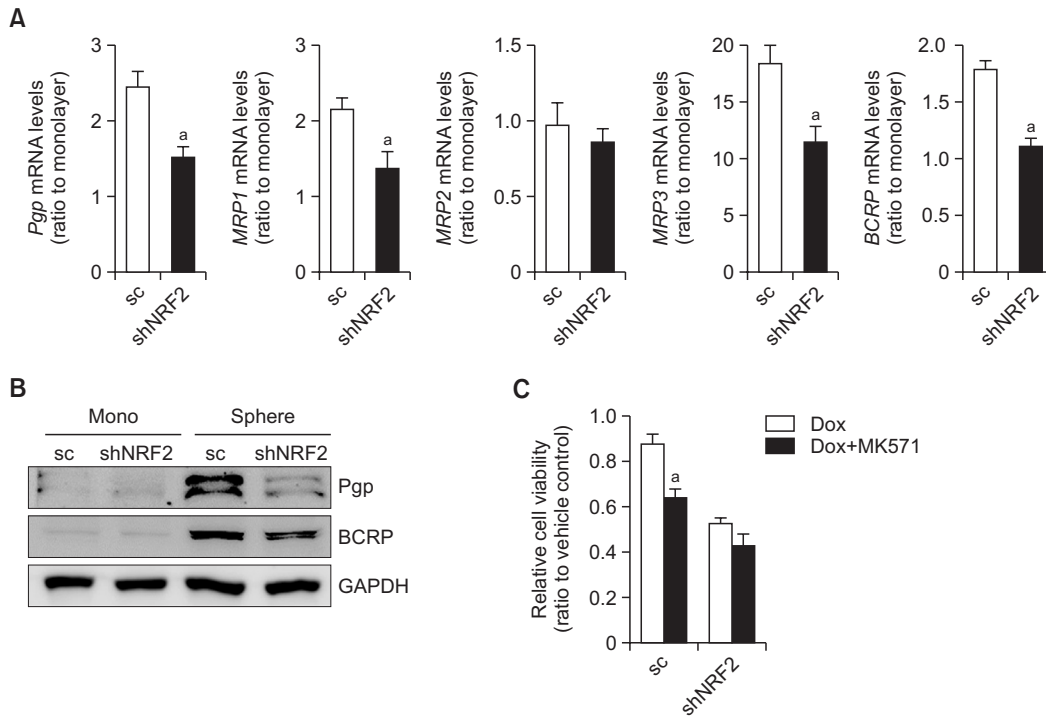 A
Pgp mRNA levels
(ratio to monolayer)
3
2
1
0
sc
shNRF2
MRP1 mRNA levels
(ratio to monolayer)
3
2
1
0
sc
shNRF2
MRP2 mRNA levels
(ratio to monolayer)
1.5
1.0
0.5
0
sc
shNRF2
MRP3 mRNA levels
(ratio to monolayer)
20
15
10
5
0
sc
shNRF2
BCRP mRNA levels
(ratio to monolayer)
2.0
1.5
1.0
0.5
0
sc
shNRF2
a
a
a
a
B
Mono Sphere
sc shNRF2 sc shNRF2
Pgp
BCRP
GAPDH
C
Relative cell viability
(ratio to vehicle control)
1.0
0.8
0.6
0.4
0.2
0
a
sc
shNRF2
Dox
Dox+MK571